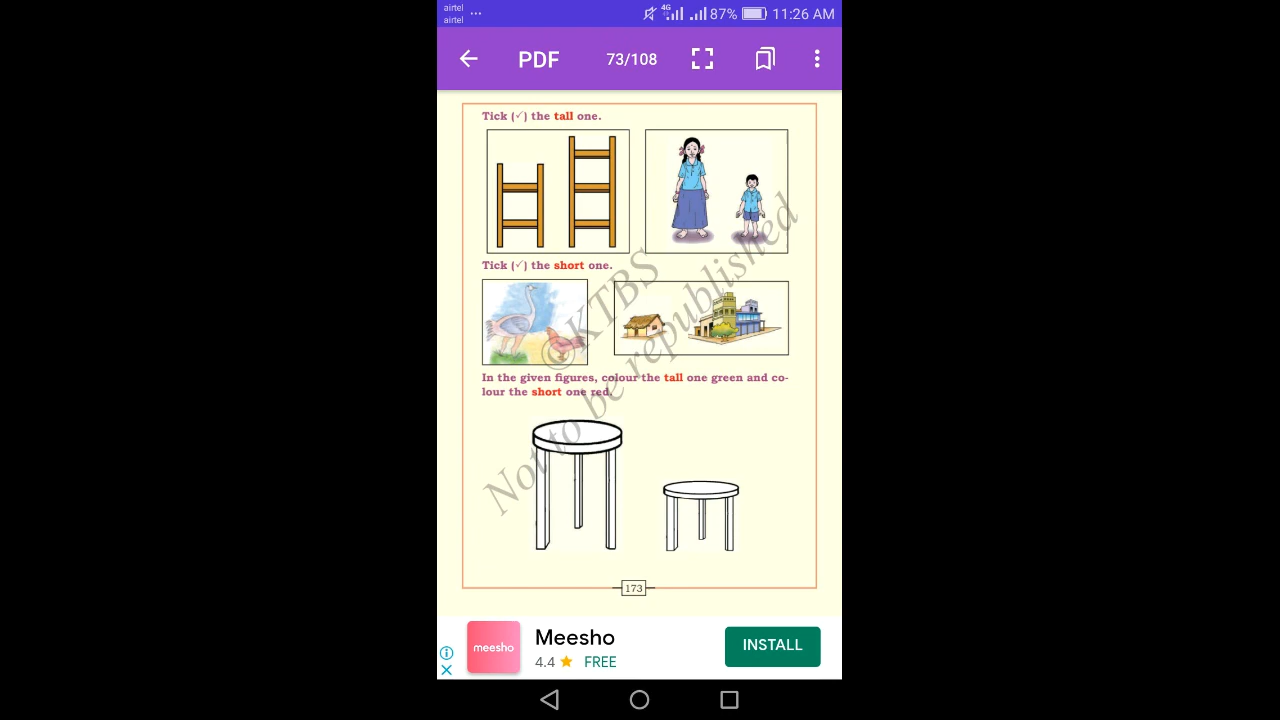 airtel
airtel
4G
87%
11:26 AM
PDF
73/108
Tick (✓) the tall one.
Tick (✓) the short one.
In the given figures, colour the tall one green and co-
lour the short one red.
©KTBS
Not to be republished
173
meesho
Meesho
4.4 ★ FREE
INSTALL